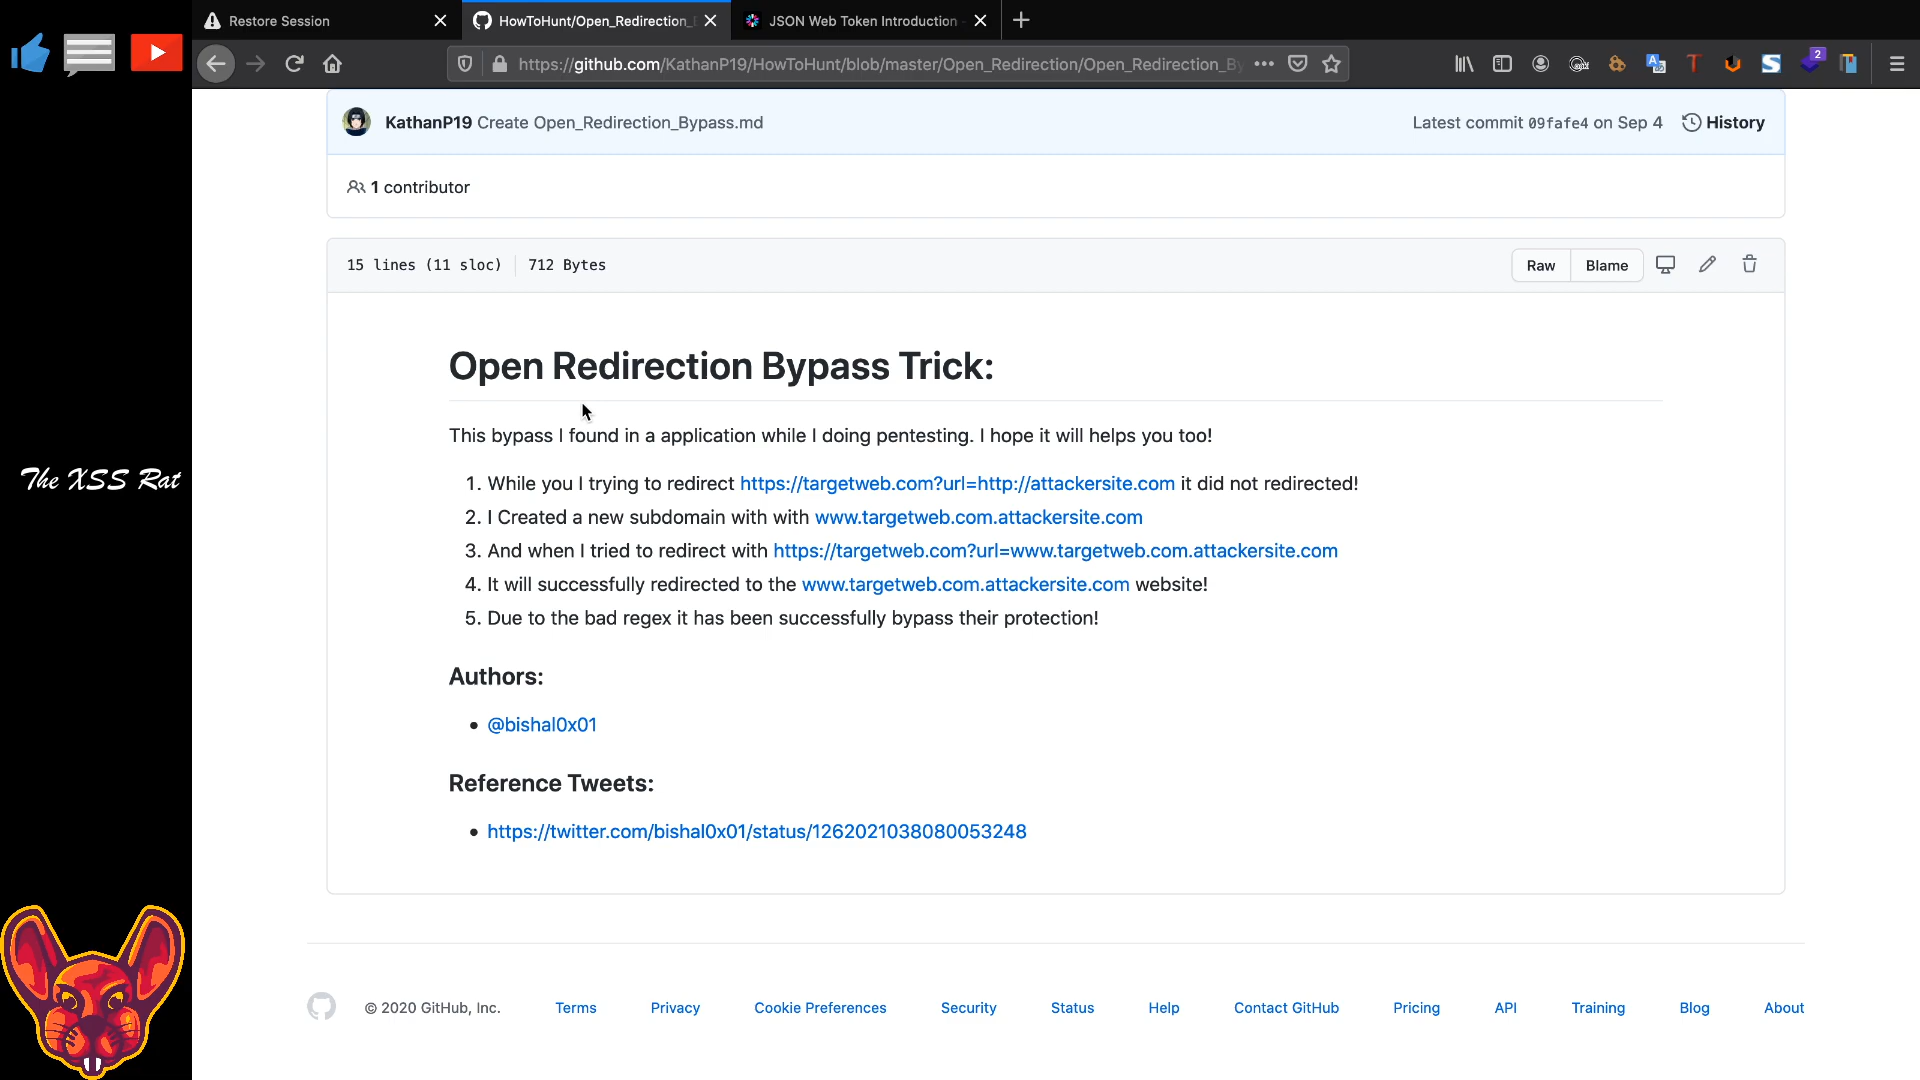 Restore Session
HowToHunt/Open_Redirection_
JSON Web Token Introduction
https://github.com/KathanP19/HowToHunt/blob/master/Open_Redirection/Open_Redirection_By
2
KathanP19 Create Open_Redirection_Bypass.md
Latest commit 09fafe4 on Sep 4
History
1 contributor
15 lines (11 sloc)
712 Bytes
Raw
Blame
Open Redirection Bypass Trick:
This bypass I found in a application while I doing pentesting. I hope it will helps you too!
1. While you I trying to redirect https://targetweb.com?url=http://attackersite.com it did not redirected!
2. I Created a new subdomain with with www.targetweb.com.attackersite.com
3. And when I tried to redirect with https://targetweb.com?url=www.targetweb.com.attackersite.com
4. It will successfully redirected to the www.targetweb.com.attackersite.com website!
5. Due to the bad regex it has been successfully bypass their protection!
The XSS Rat
Authors:
@bishal0x01
Reference Tweets:
https://twitter.com/bishal0x01/status/1262021038080053248
© 2020 GitHub, Inc.
Terms
Privacy
Cookie Preferences
Security
Status
Help
Contact GitHub
Pricing
API
Training
Blog
About